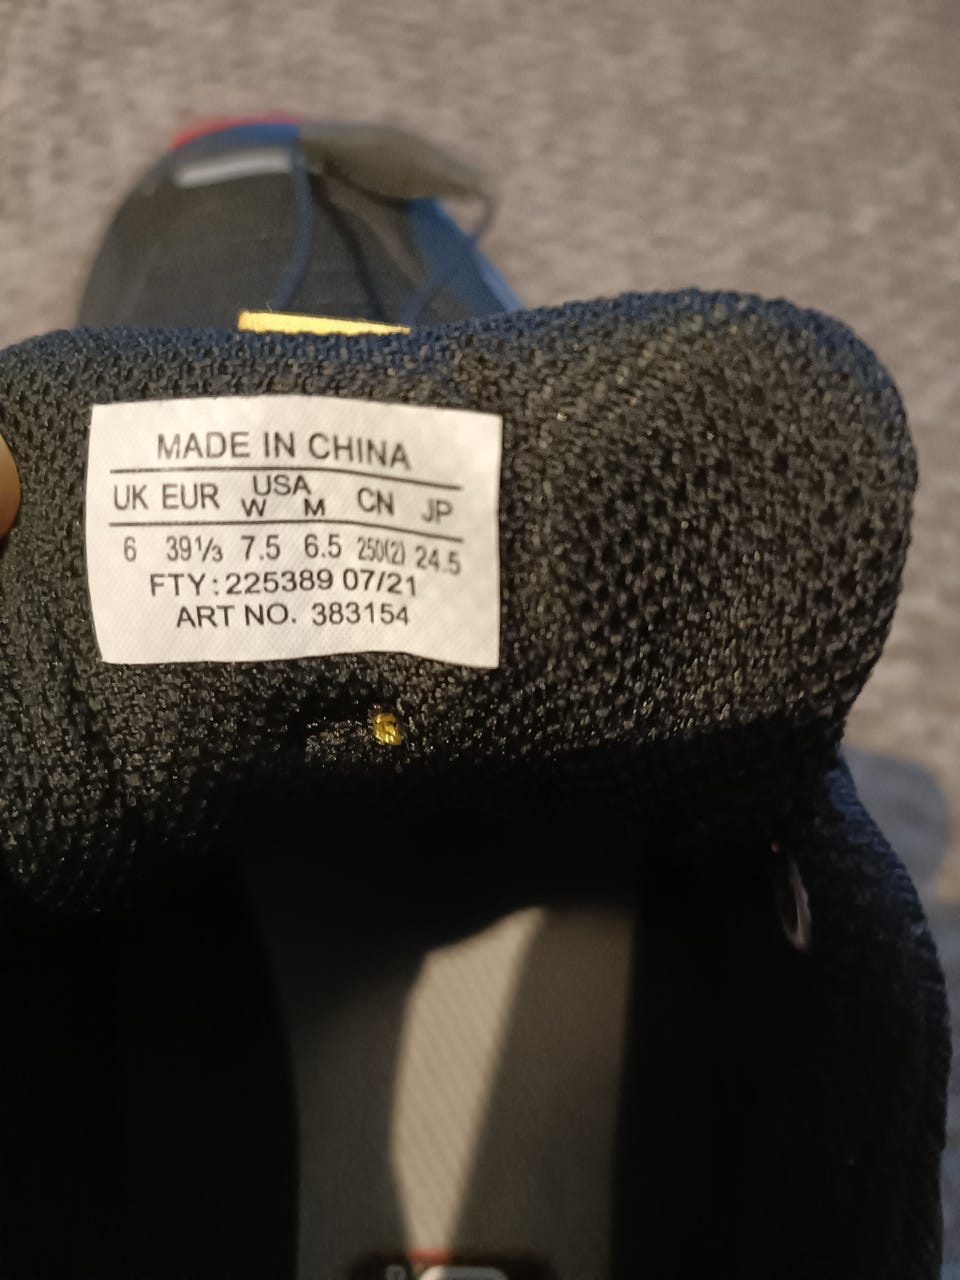 MADE IN CHINA
UK EUR USA CN JP
W M
6 39⅓ 7.5 6.5 250(2) 24.5
FTY: 225389 07/21
ART NO. 383154